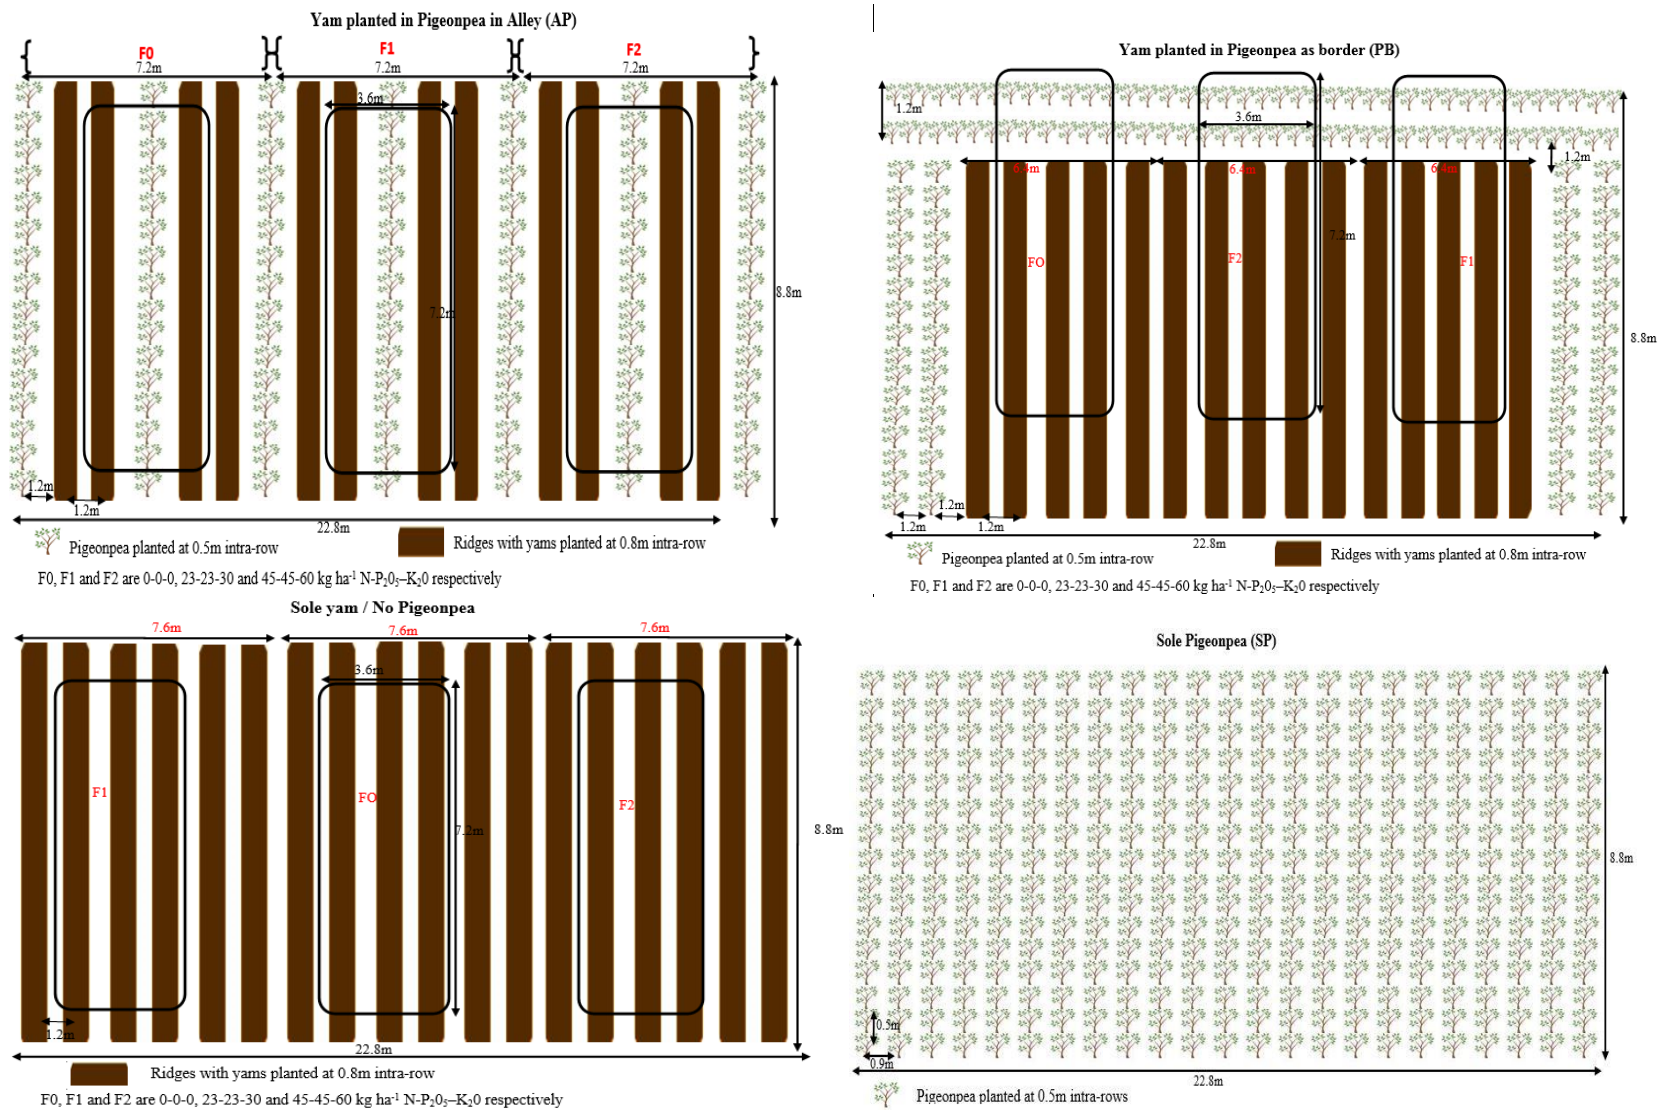 Yam planted in Pigeonpea in Alley (AP)
F0
F1
F2
7.2m
7.2m
7.2m
3.6m
7.2m
8.8m
1.2m
1.2m
22.8m
Pigeonpea planted at 0.5m intra-row
Ridges with yams planted at 0.8m intra-row
F0, F1 and F2 are 0-0-0, 23-23-30 and 45-45-60 kg ha⁻¹ N-P₂0₅–K₂0 respectively
Yam planted in Pigeonpea as border (PB)
1.2m
3.6m
1.2m
6.4m
6.4m
6.4m
7.2m
FO
F2
F1
8.8m
1.2m
1.2m
1.2m
22.8m
Pigeonpea planted at 0.5m intra-row
Ridges with yams planted at 0.8m intra-row
F0, F1 and F2 are 0-0-0, 23-23-30 and 45-45-60 kg ha⁻¹ N-P₂0₅–K₂0 respectively
Sole yam / No Pigeonpea
7.6m
7.6m
7.6m
3.6m
F1
FO
F2
7.2m
8.8m
1.2m
22.8m
Ridges with yams planted at 0.8m intra-row
F0, F1 and F2 are 0-0-0, 23-23-30 and 45-45-60 kg ha⁻¹ N-P₂0₅–K₂0 respectively
Sole Pigeonpea (SP)
8.8m
0.5m
0.9m
22.8m
Pigeonpea planted at 0.5m intra-rows